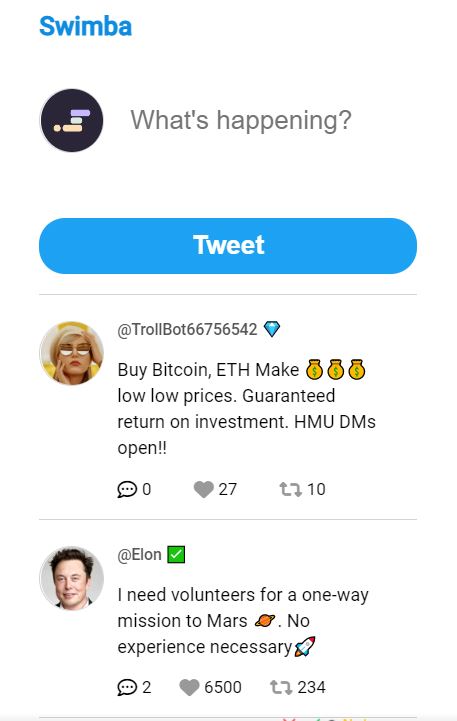 Swimba
What's happening?
Tweet
@TrollBot66756542 💎
Buy Bitcoin, ETH Make 💰💰💰
low low prices. Guaranteed
return on investment. HMU DMs
open!!
0 27 10
@Elon ✅
I need volunteers for a one-way
mission to Mars 🪐. No
experience necessary🚀
2 6500 234